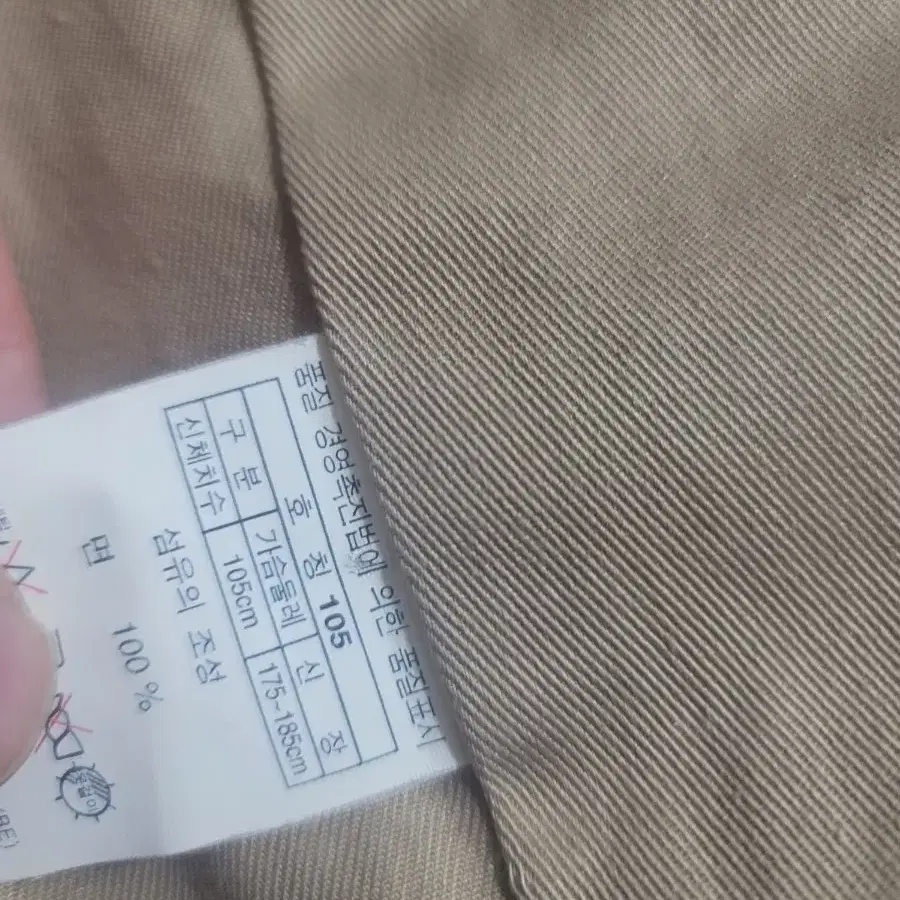 품질 경영촉진법에 의한 품질표시
호 칭 105
구 분 가슴둘레 신 장
신체치수 105cm 175~185cm
섬유의 조성
면 100 %